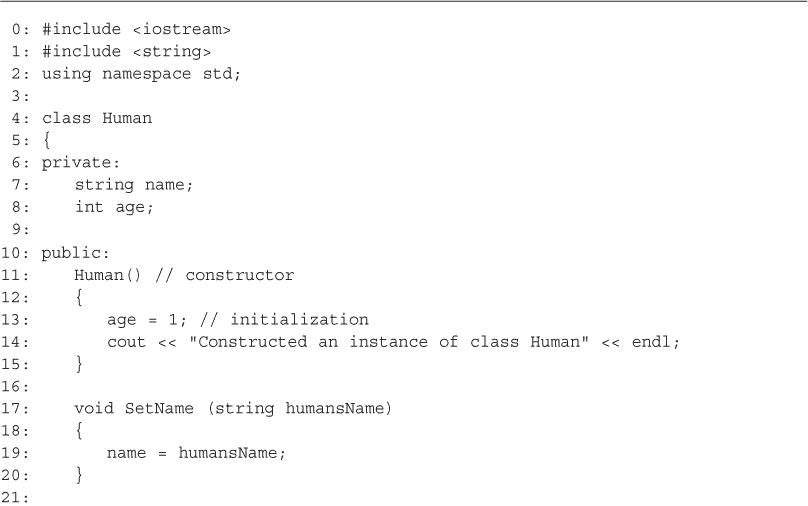 0: #include <iostream>
1: #include <string>
2: using namespace std;
3:
4: class Human
5: {
6: private:
7:    string name;
8:    int age;
9:
10: public:
11:    Human() // constructor
12:    {
13:       age = 1; // initialization
14:       cout << "Constructed an instance of class Human" << endl;
15:    }
16:
17:    void SetName (string humansName)
18:    {
19:       name = humansName;
20:    }
21: